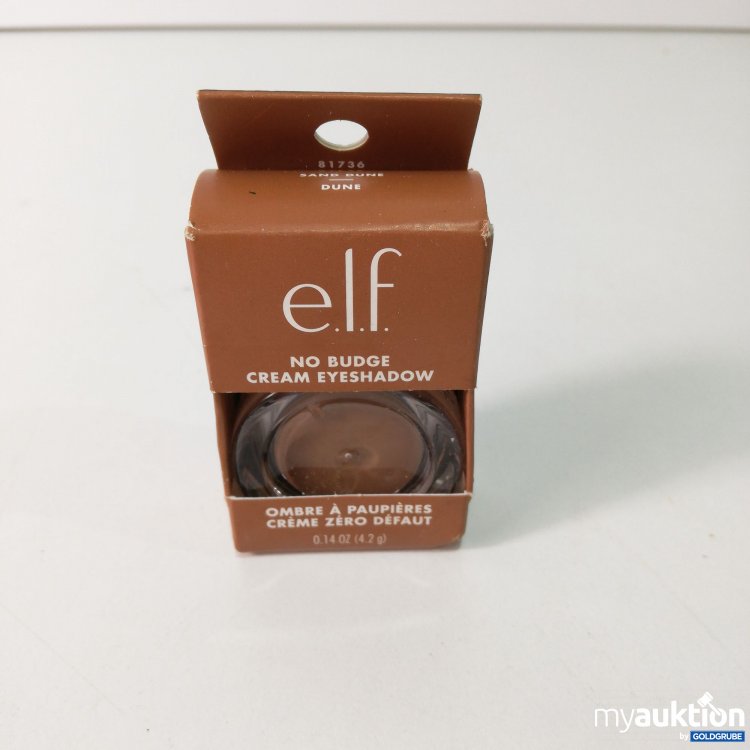 81736
SAND DUNE
DUNE
e.l.f.
NO BUDGE
CREAM EYESHADOW
OMBRE À PAUPIÈRES
CRÈME ZÉRO DÉFAUT
0.14 OZ (4.2 g)
myauktion
by GOLDGRUBE